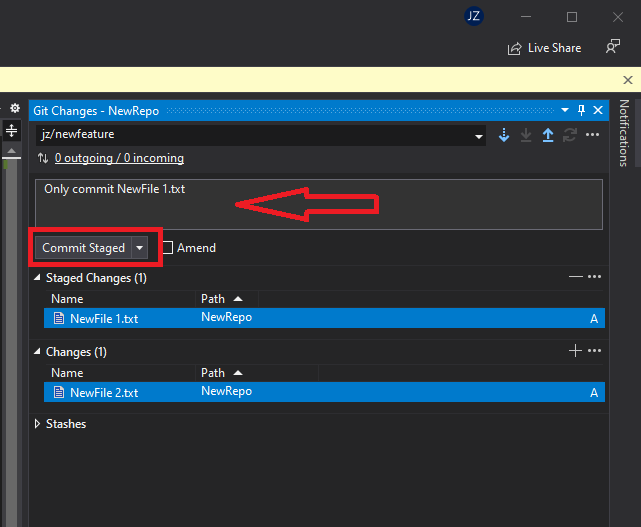 JZ
Live Share
Git Changes - NewRepo
jz/newfeature
0 outgoing / 0 incoming
Only commit NewFile 1.txt
Commit Staged
Amend
Staged Changes (1)
Name Path
NewFile 1.txt NewRepo A
Changes (1)
Name Path
NewFile 2.txt NewRepo A
Stashes
Notifications